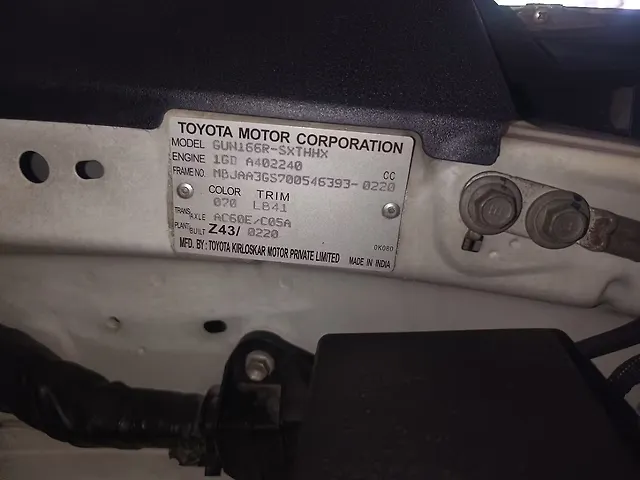 TOYOTA MOTOR CORPORATION
MODEL GUN166R-SXTHHX
ENGINE 1GD A402240 CC
FRAME NO. MBJAA3GS700546393-0220
COLOR TRIM
070 LB41
TRANS/AXLE AC60E/C05A
PLANT/BUILT Z43/ 0220
MFD. BY : TOYOTA KIRLOSKAR MOTOR PRIVATE LIMITED
0K060
MADE IN INDIA